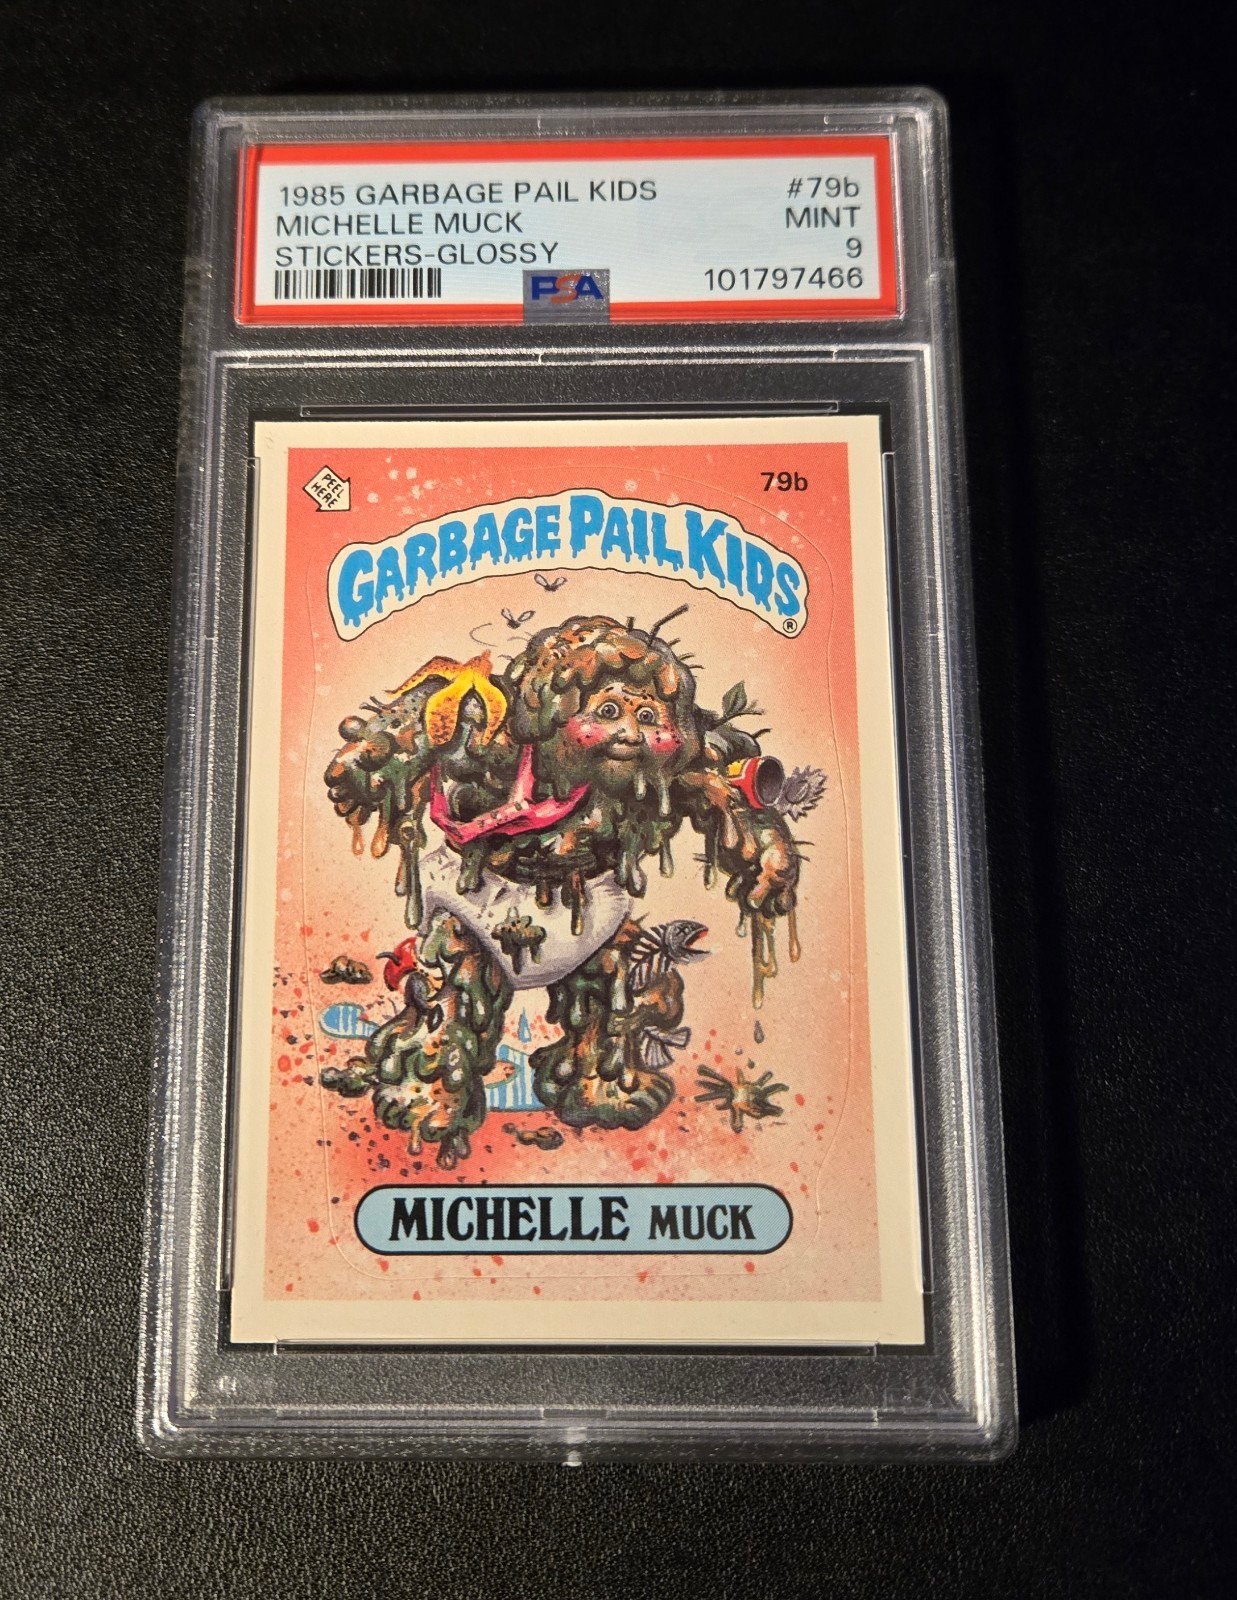 1985 GARBAGE PAIL KIDS #79b
MICHELLE MUCK MINT
STICKERS-GLOSSY 9
PSA 101797466
PEEL
HERE
79b
GARBAGE PAIL KIDS
®
MICHELLE MUCK